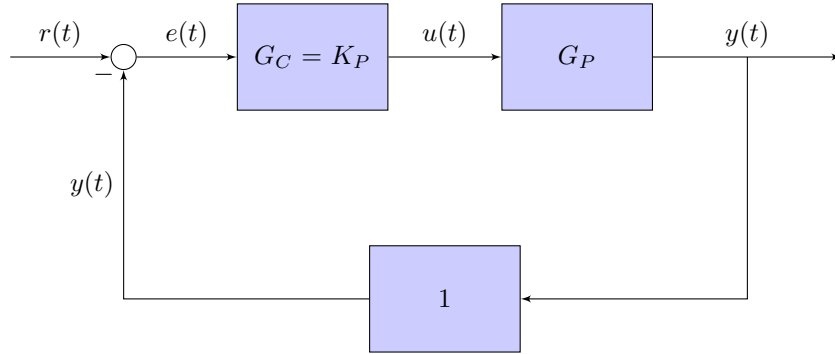 r(t)
e(t)
G_C = K_P
u(t)
G_P
y(t)
−
y(t)
1